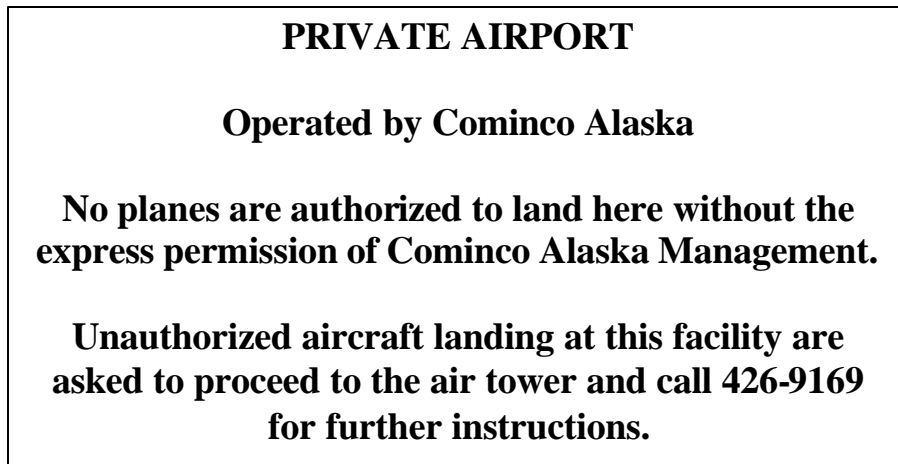 PRIVATE AIRPORT
Operated by Cominco Alaska
No planes are authorized to land here without the
express permission of Cominco Alaska Management.
Unauthorized aircraft landing at this facility are
asked to proceed to the air tower and call 426-9169
for further instructions.